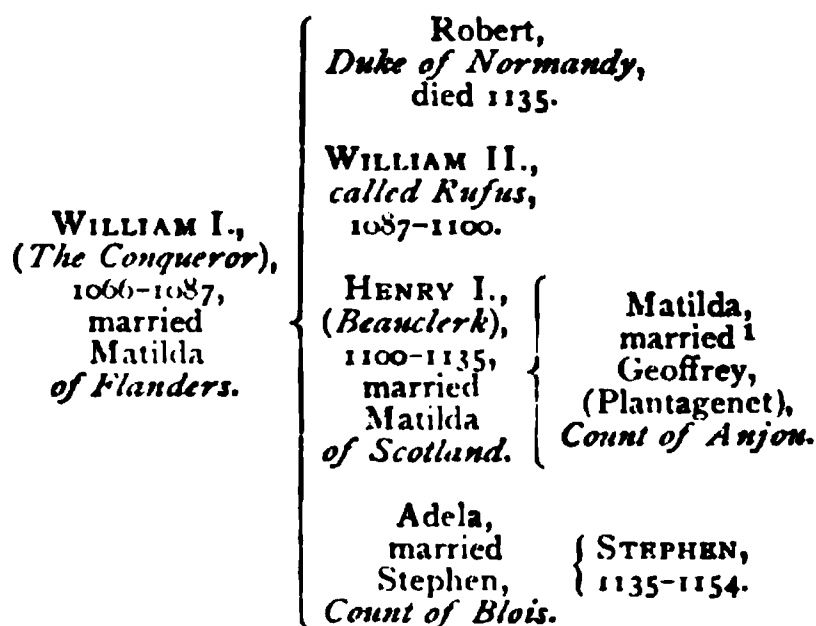 WILLIAM I.,
(The Conqueror),
1066-1087,
married
Matilda
of Flanders.
Robert,
Duke of Normandy,
died 1135.
WILLIAM II.,
called Rufus,
1087-1100.
HENRY I.,
(Beauclerk),
1100-1135,
married
Matilda
of Scotland.
Matilda,
married 1
Geoffrey,
(Plantagenet),
Count of Anjou.
Adela,
married
Stephen,
Count of Blois.
STEPHEN,
1135-1154.